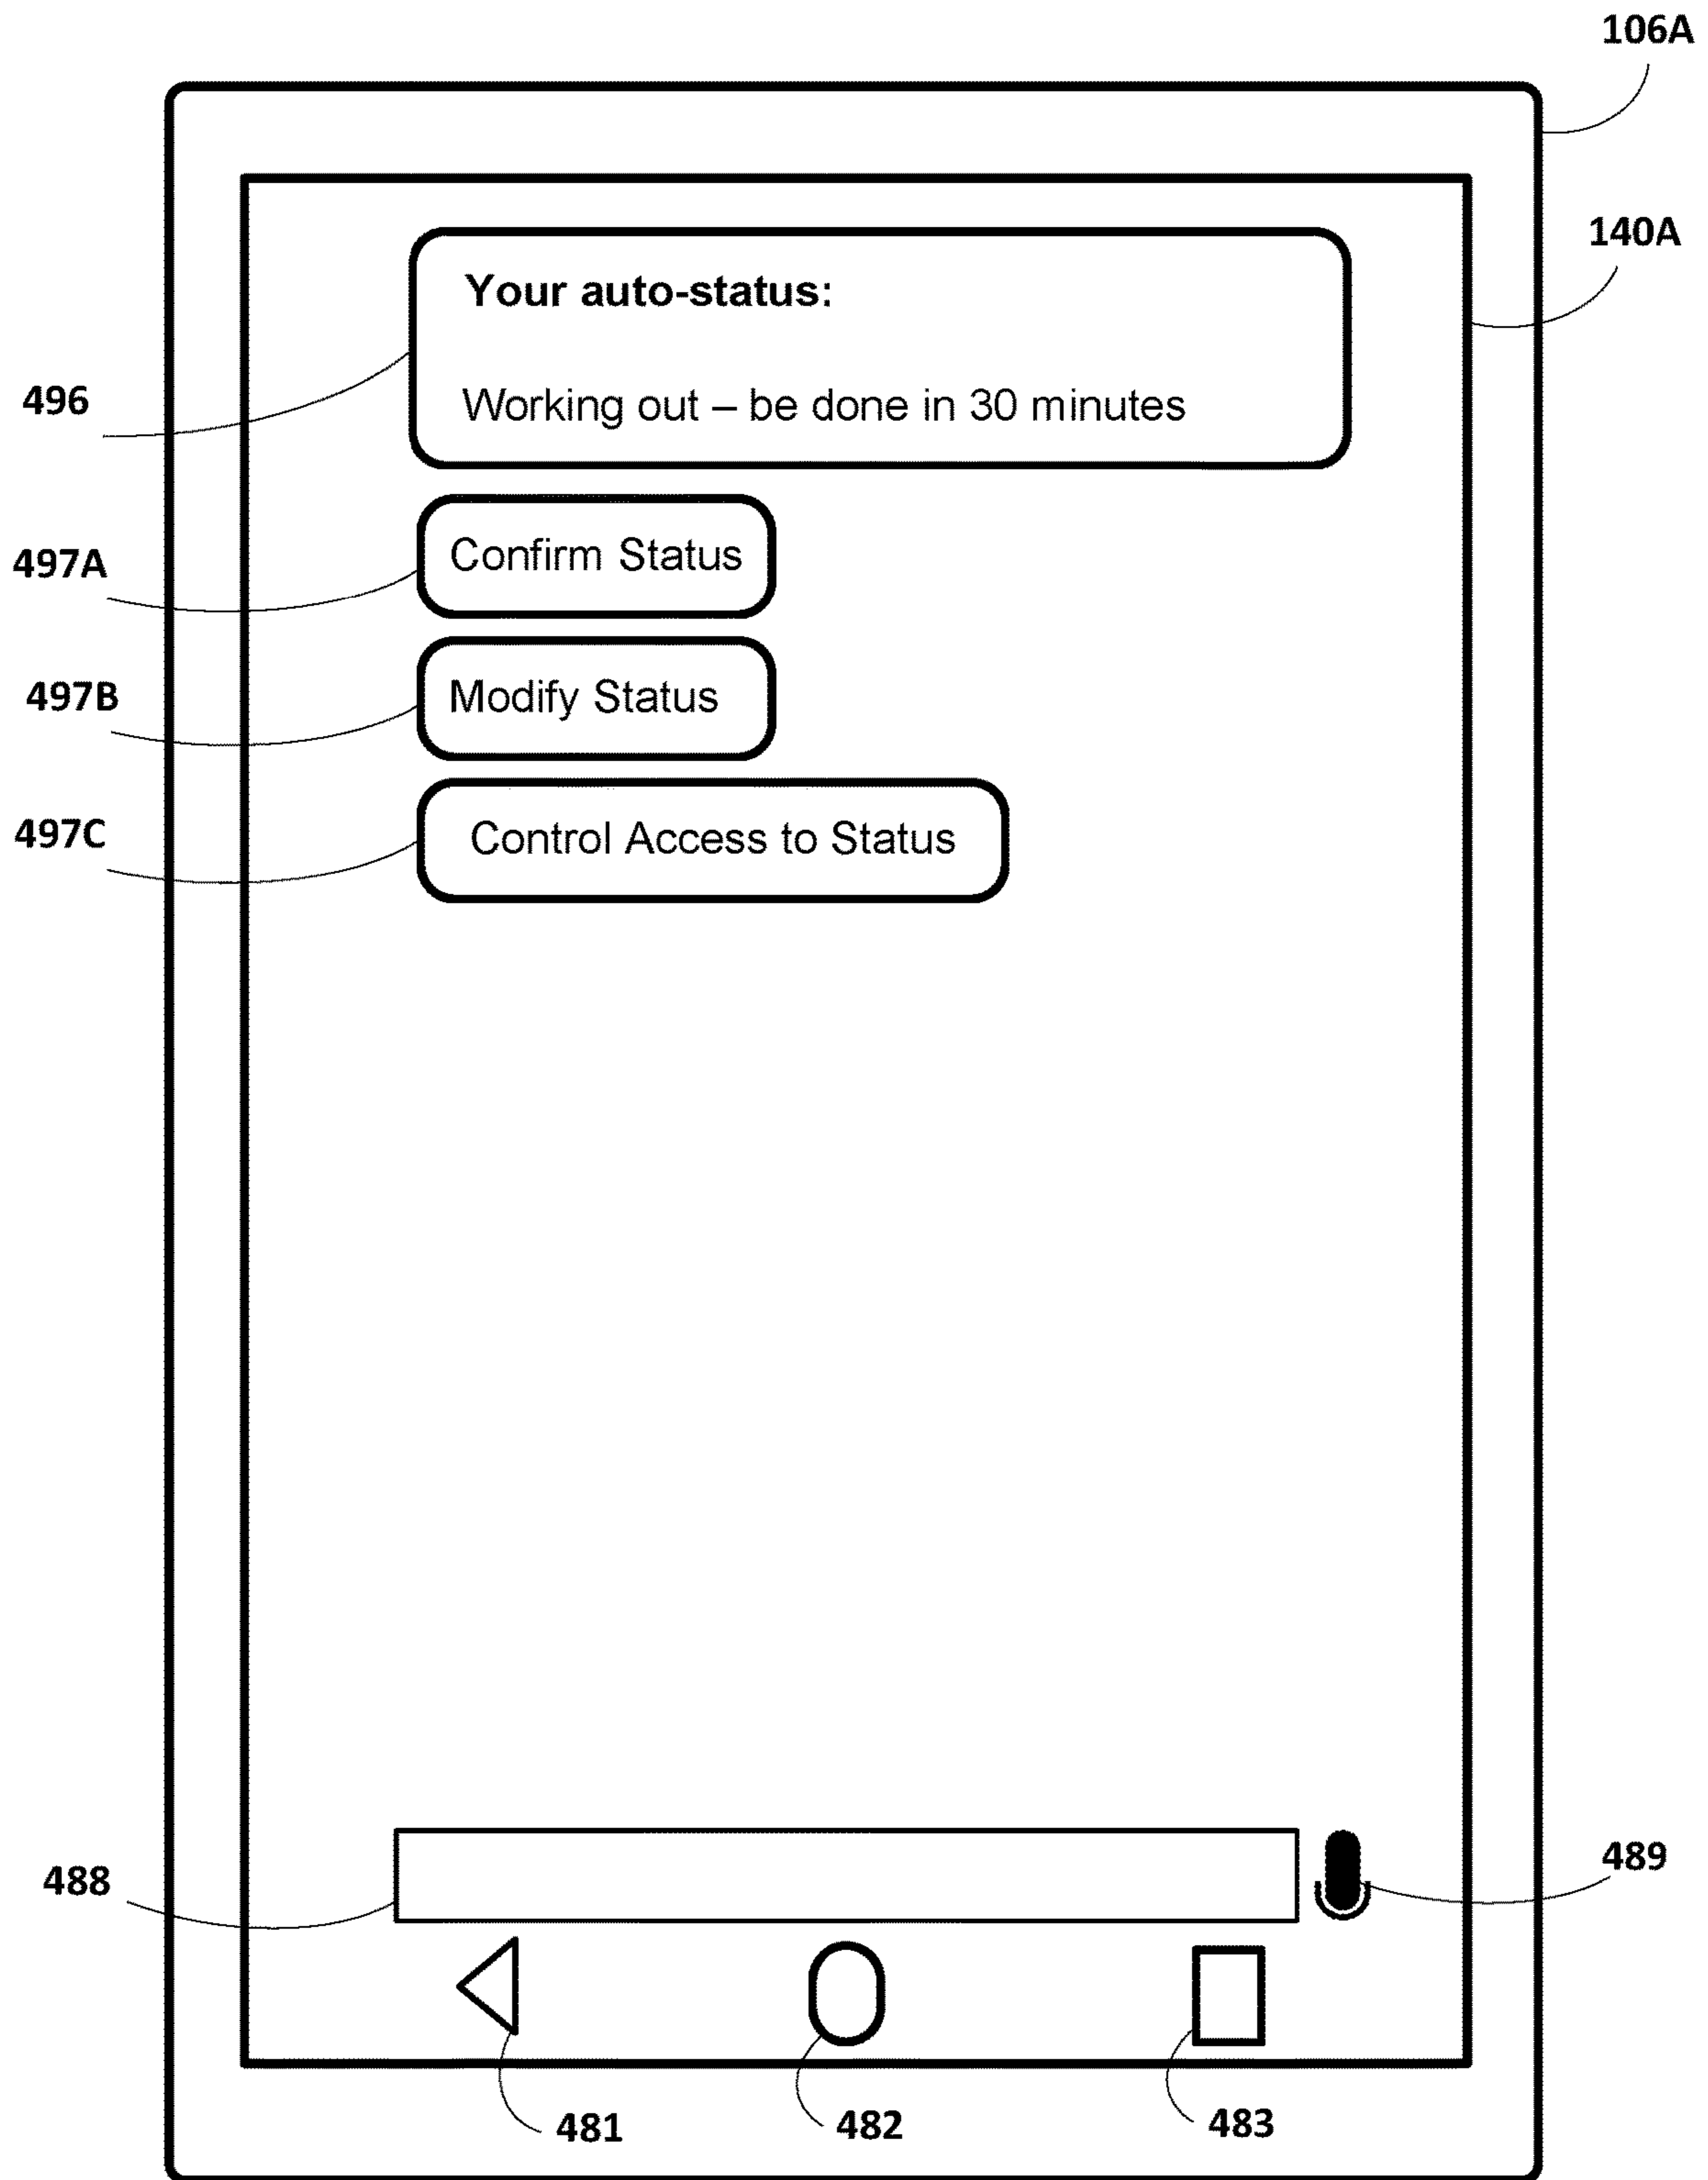 106A
140A
Your auto-status:
496
Working out – be done in 30 minutes
497A
Confirm Status
497B
Modify Status
497C
Control Access to Status
488
489
481
482
483